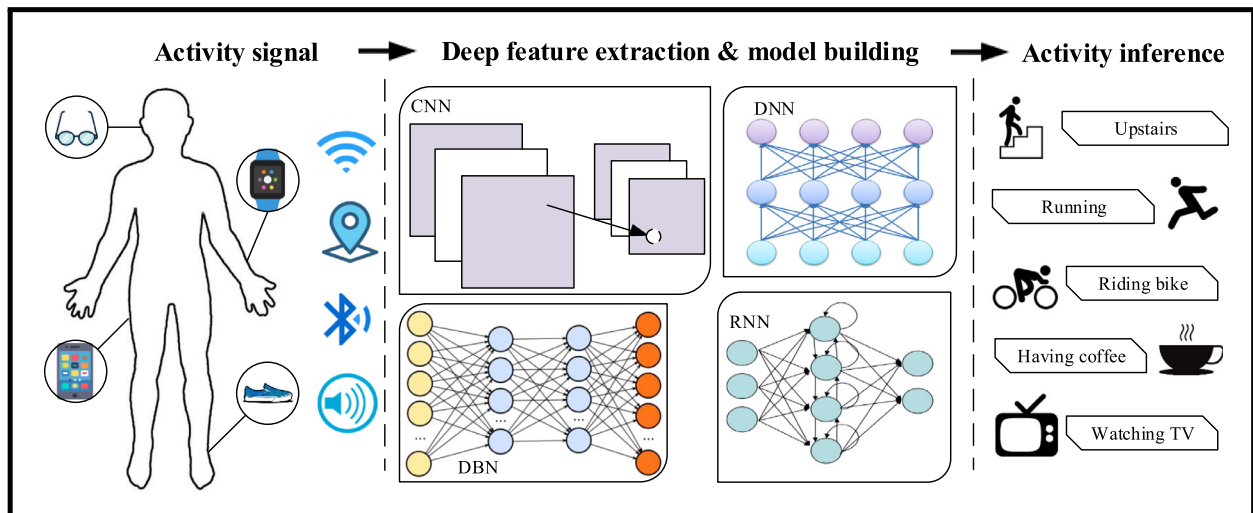 Activity signal
Deep feature extraction & model building
Activity inference
CNN
DNN
DBN
...
...
...
...
RNN
Upstairs
Running
Riding bike
Having coffee
Watching TV